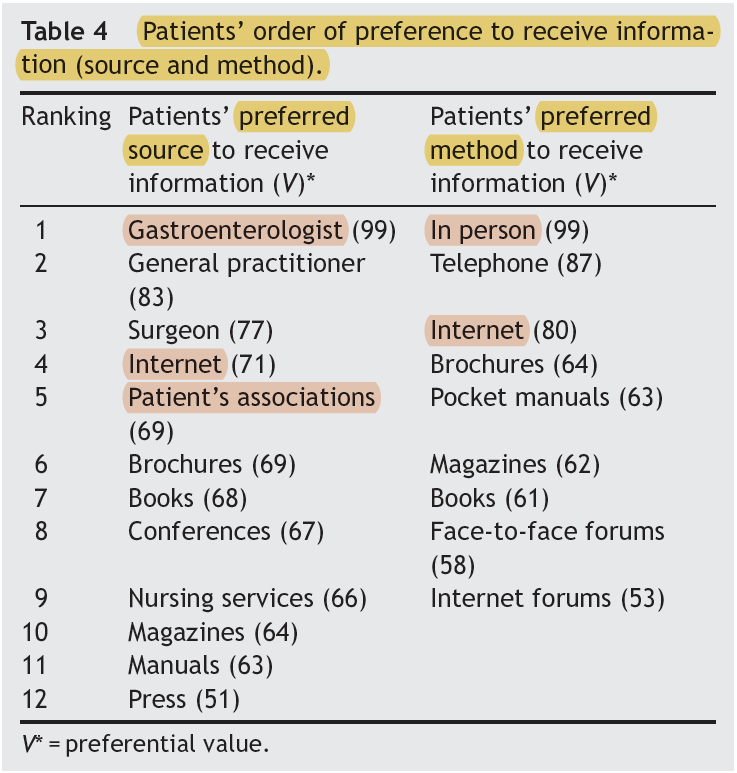 Table 4 Patients’ order of preference to receive informa-
tion (source and method).
Ranking Patients’ preferred source to receive information (V)* Patients’ preferred method to receive information (V)*
1 Gastroenterologist (99) In person (99)
2 General practitioner (83) Telephone (87)
3 Surgeon (77) Internet (80)
4 Internet (71) Brochures (64)
5 Patient’s associations (69) Pocket manuals (63)
6 Brochures (69) Magazines (62)
7 Books (68) Books (61)
8 Conferences (67) Face-to-face forums (58)
9 Nursing services (66) Internet forums (53)
10 Magazines (64)
11 Manuals (63)
12 Press (51)
V* = preferential value.